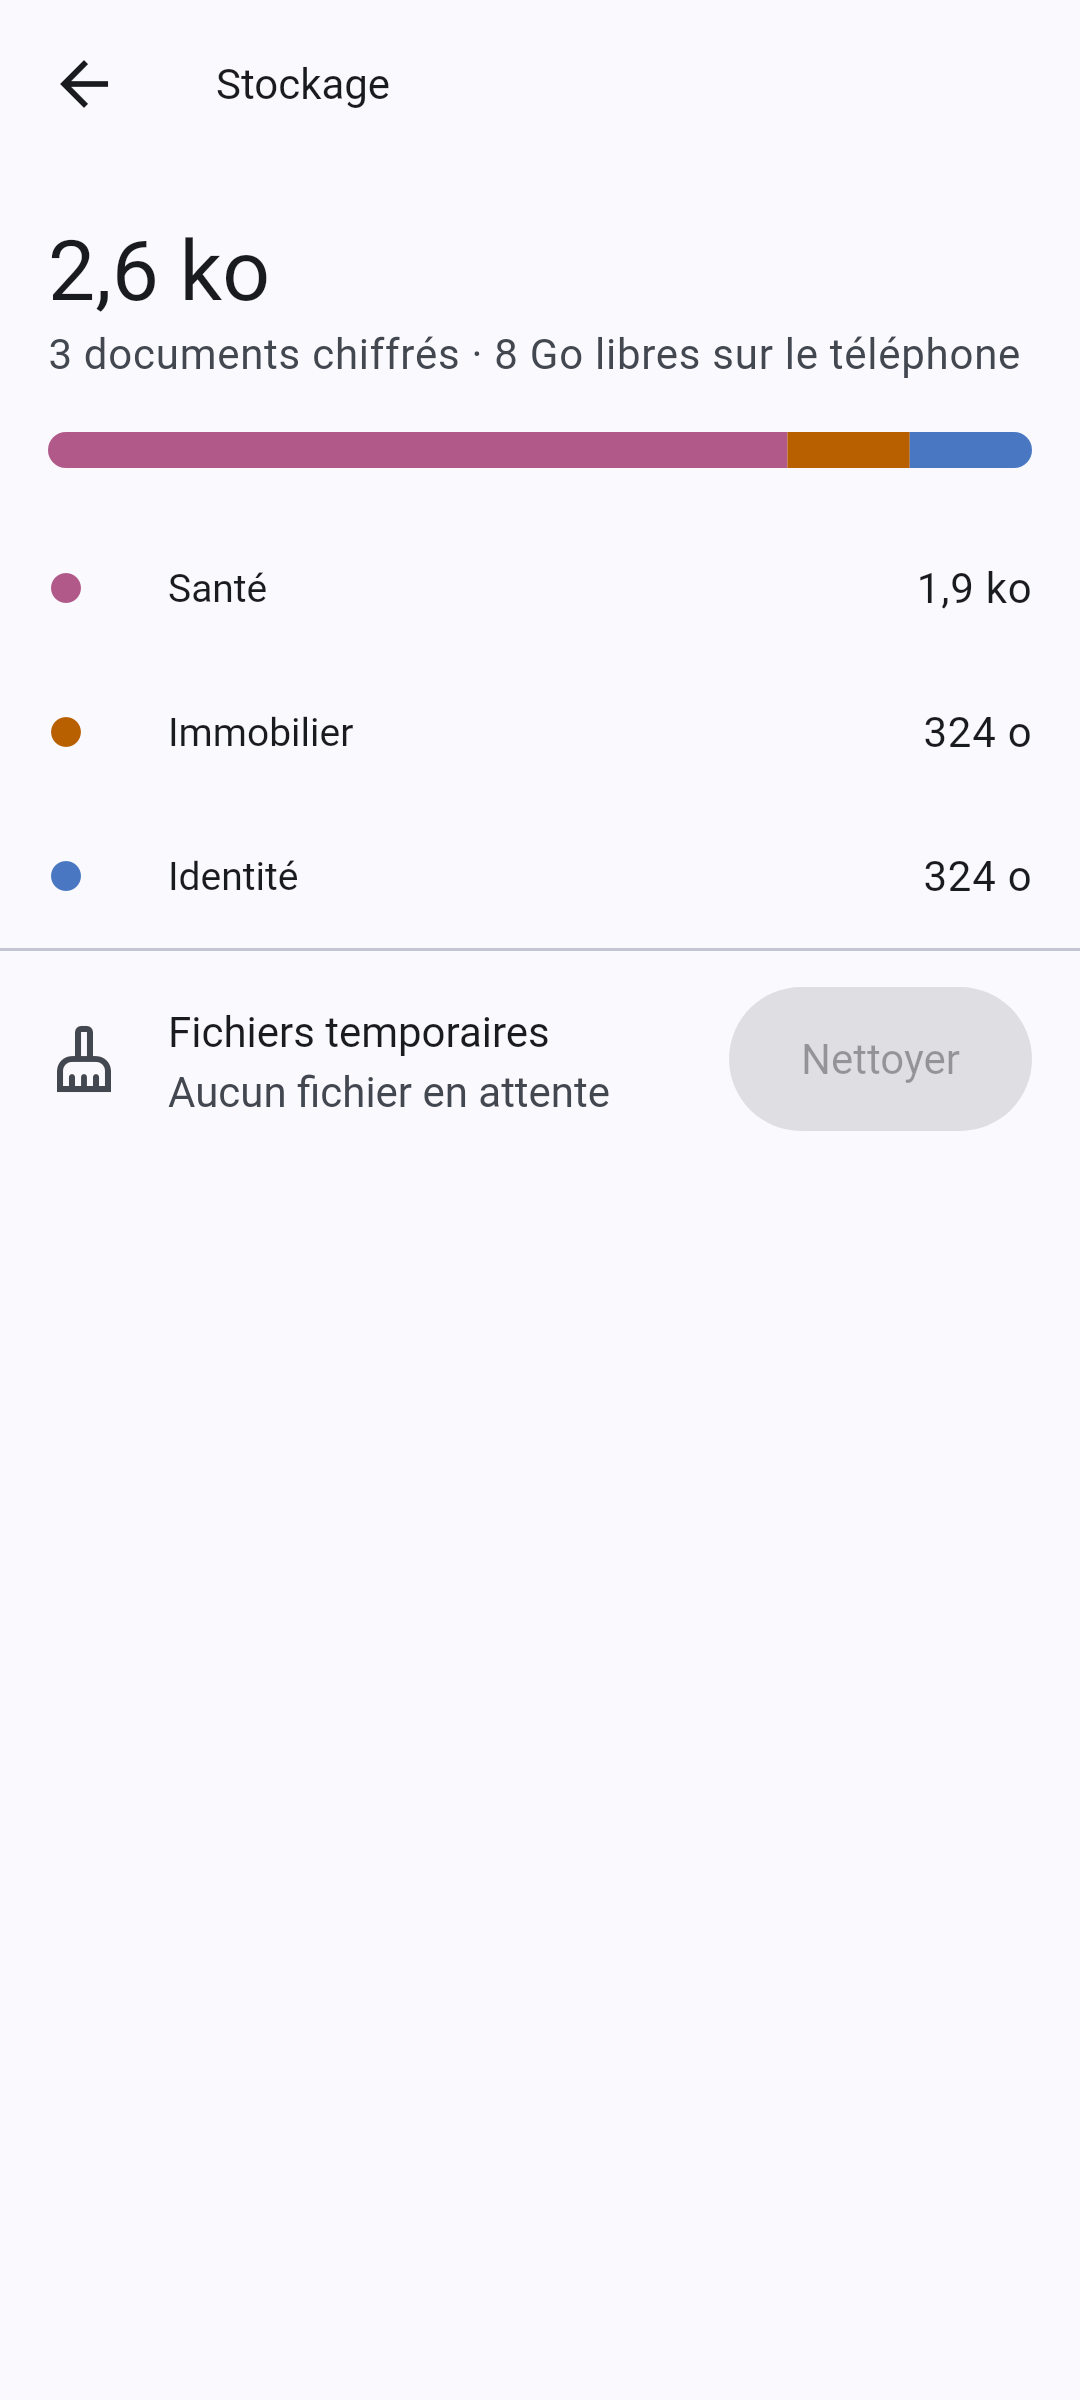 Stockage
2,6 ko
3 documents chiffrés · 8 Go libres sur le téléphone
Santé
1,9 ko
Immobilier
324 o
Identité
324 o
Fichiers temporaires
Aucun fichier en attente
Nettoyer